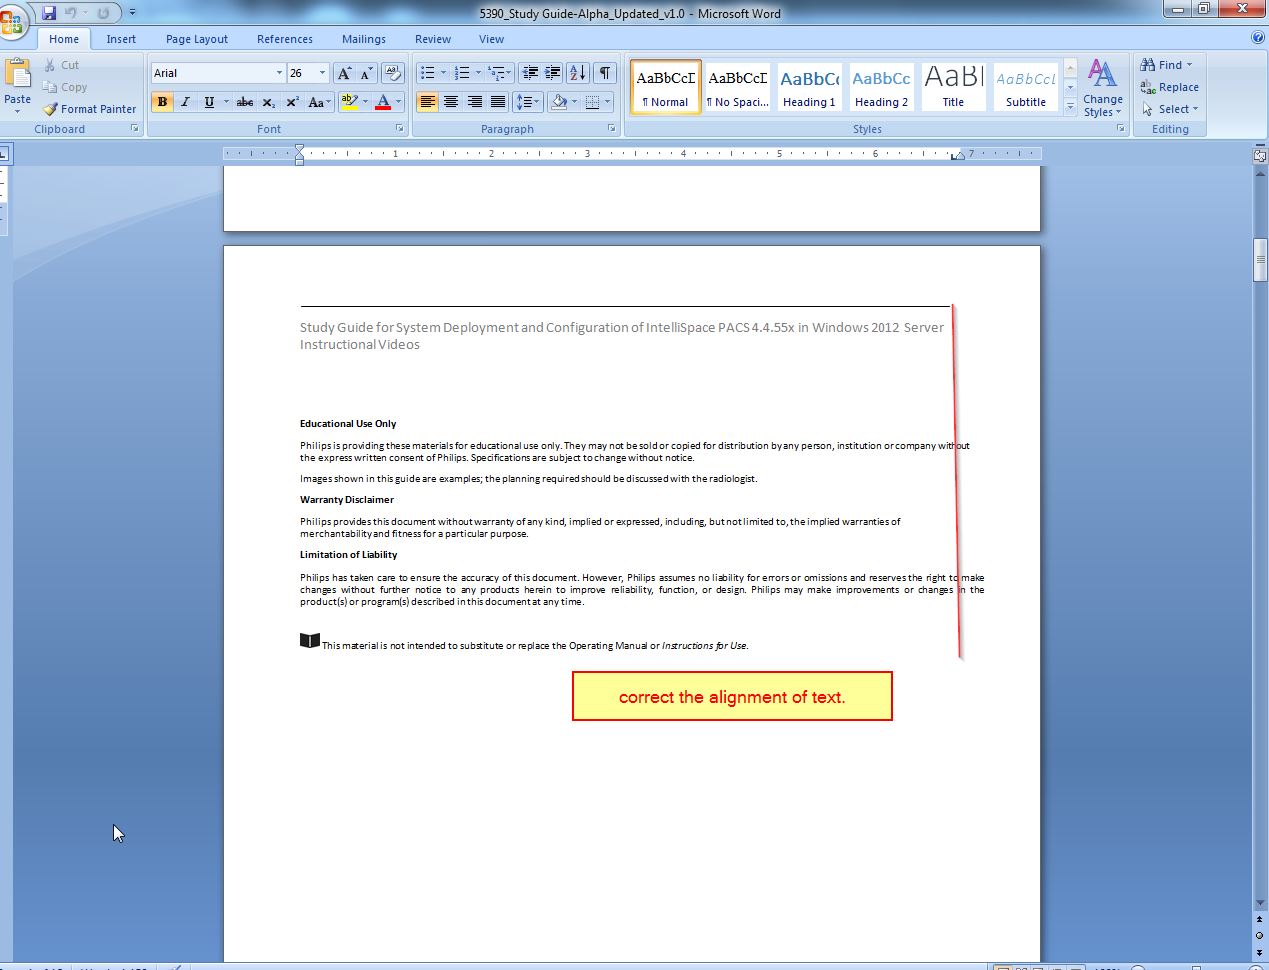 5390_Study Guide-Alpha_Updated_v1.0 - Microsoft Word
Home Insert Page Layout References Mailings Review View
Paste
Cut
Copy
Format Painter
Clipboard
Arial 26
B I U abc x₂ x² Aa
Font
Paragraph
AaBbCcD AaBbCcD AaBbCc AaBbCc AaBl AaBbCcL
¶ Normal ¶ No Spaci... Heading 1 Heading 2 Title Subtitle
Change Styles
Styles
Find
Replace
Select
Editing
1 2 3 4 5 6 7
Study Guide for System Deployment and Configuration of IntelliSpace PACS 4.4.55x in Windows 2012 Server
Instructional Videos
Educational Use Only
Philips is providing these materials for educational use only. They may not be sold or copied for distribution by any person, institution or company without
the express written consent of Philips. Specifications are subject to change without notice.
Images shown in this guide are examples; the planning required should be discussed with the radiologist.
Warranty Disclaimer
Philips provides this document without warranty of any kind, implied or expressed, including, but not limited to, the implied warranties of
merchantability and fitness for a particular purpose.
Limitation of Liability
Philips has taken care to ensure the accuracy of this document. However, Philips assumes no liability for errors or omissions and reserves the right to make
changes without further notice to any products herein to improve reliability, function, or design. Philips may make improvements or changes in the
product(s) or program(s) described in this document at any time.
This material is not intended to substitute or replace the Operating Manual or Instructions for Use.
correct the alignment of text.